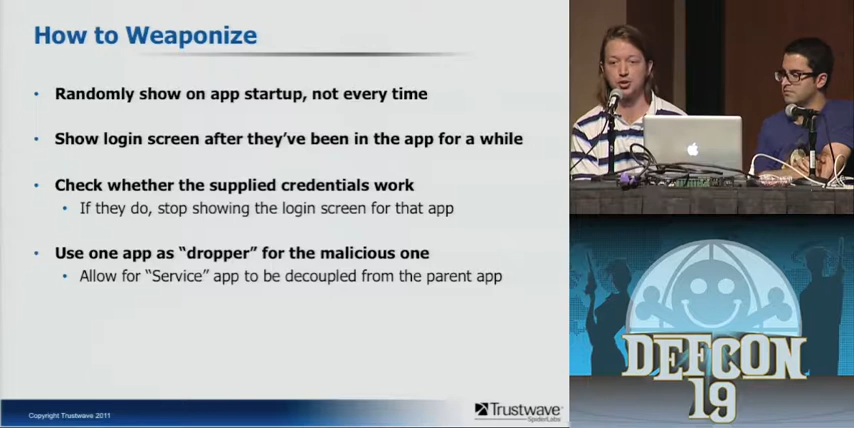 How to Weaponize
• Randomly show on app startup, not every time
• Show login screen after they've been in the app for a while
• Check whether the supplied credentials work
• If they do, stop showing the login screen for that app
• Use one app as "dropper" for the malicious one
• Allow for "Service" app to be decoupled from the parent app
Copyright Trustwave 2011
Trustwave
SpiderLabs
DEFCON
19